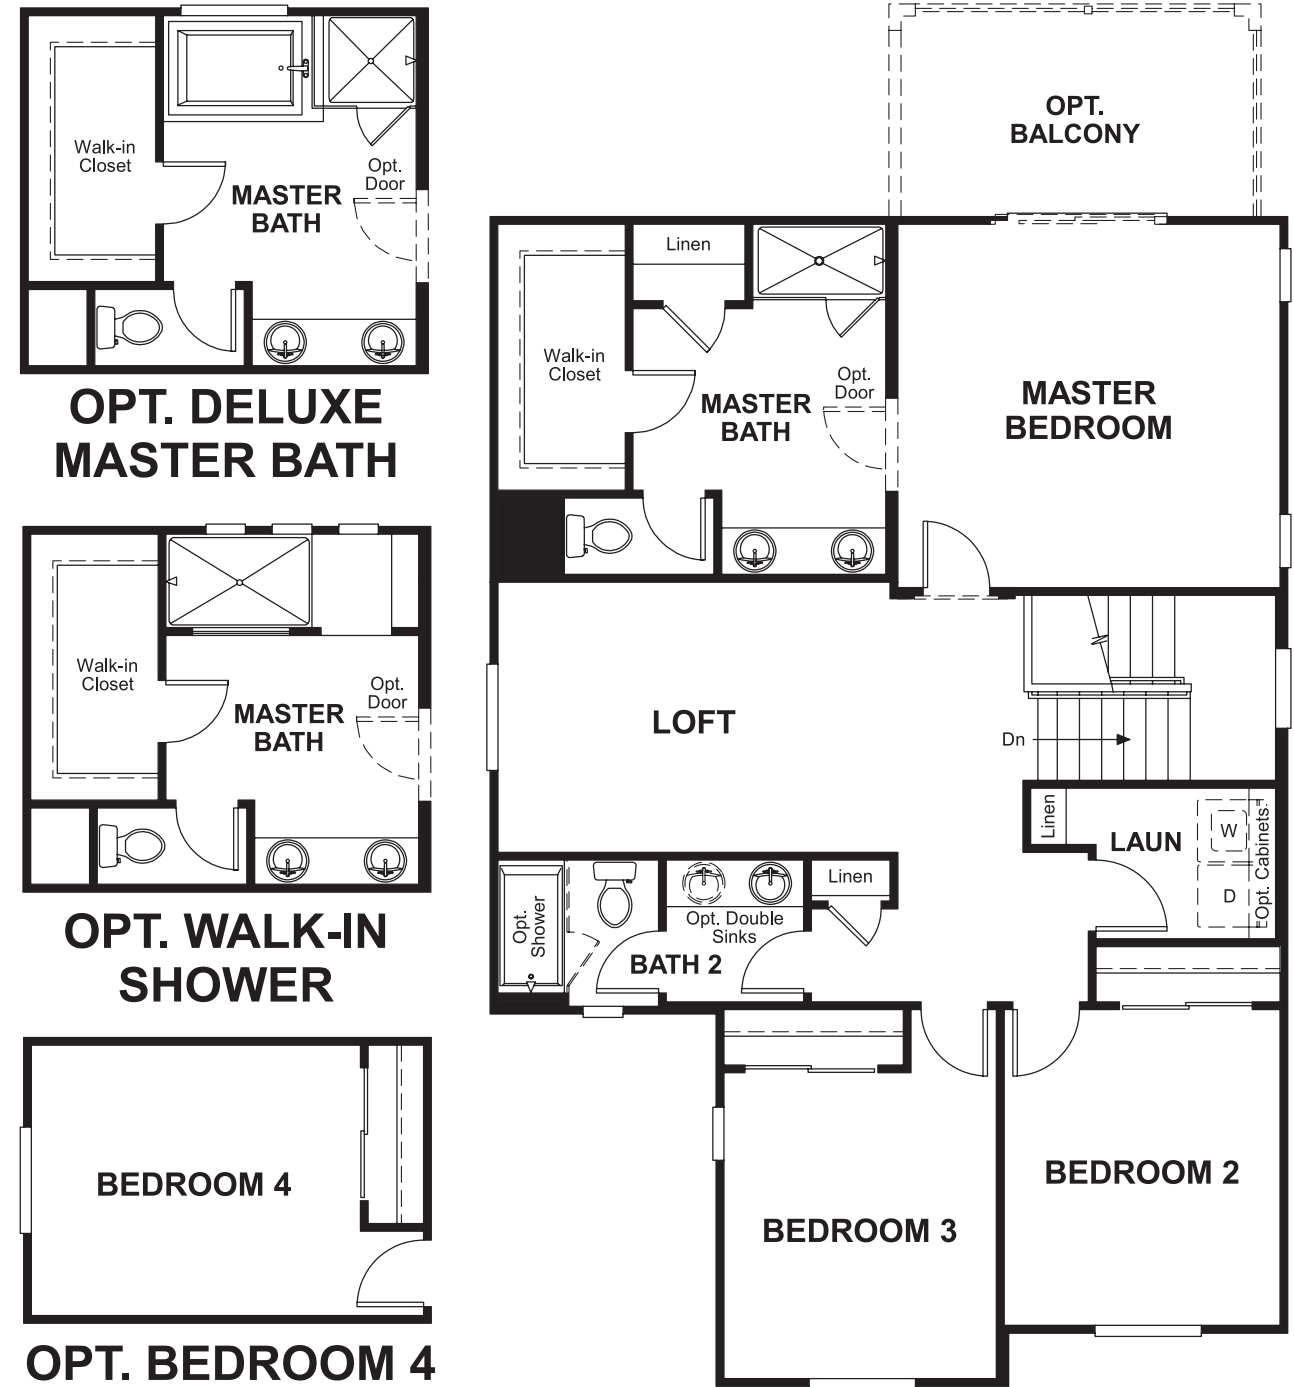 Walk-in
Closet
MASTER
BATH
Opt.
Door
OPT. DELUXE
MASTER BATH
Walk-in
Closet
MASTER
BATH
Opt.
Door
OPT. WALK-IN
SHOWER
BEDROOM 4
OPT. BEDROOM 4
OPT.
BALCONY
Linen
Walk-in
Closet
MASTER
BATH
Opt.
Door
MASTER
BEDROOM
LOFT
Dn
Linen
LAUN
W
D
Opt. Cabinets.
Opt.
Shower
BATH 2
Opt. Double
Sinks
Linen
BEDROOM 3
BEDROOM 2